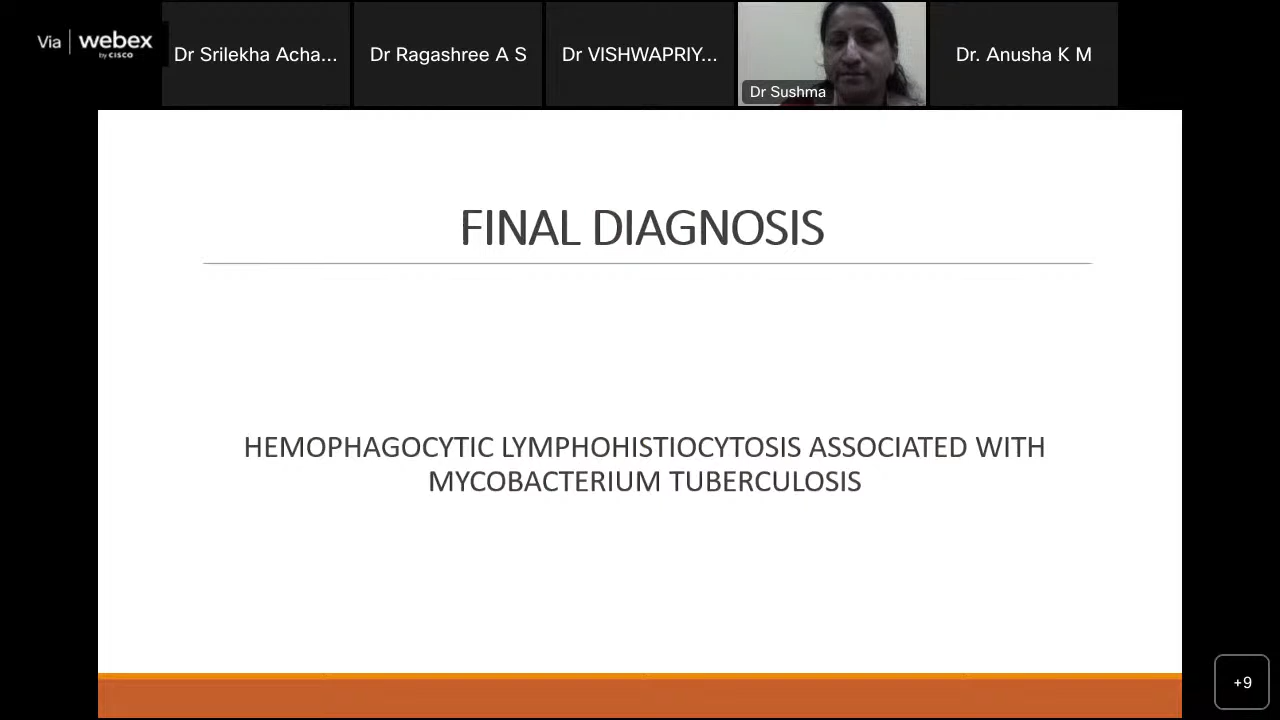 Via webex
by CISCO
Dr Srilekha Acha...
Dr Ragashree A S
Dr VISHWAPRIY...
Dr Sushma
Dr. Anusha K M
FINAL DIAGNOSIS
HEMOPHAGOCYTIC LYMPHOHISTIOCYTOSIS ASSOCIATED WITH
MYCOBACTERIUM TUBERCULOSIS
+9